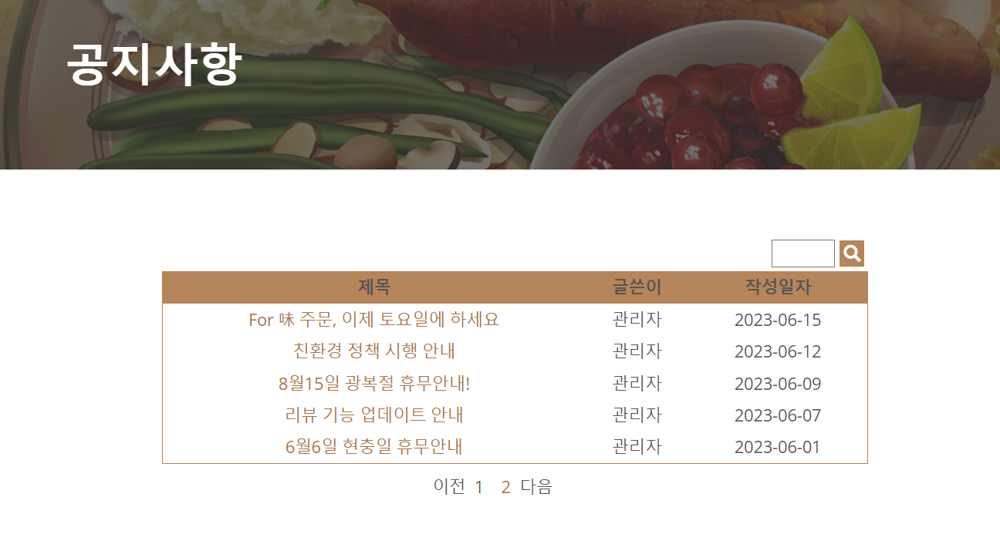 공지사항
제목 글쓴이 작성일자
For 味 주문, 이제 토요일에 하세요 관리자 2023-06-15
친환경 정책 시행 안내 관리자 2023-06-12
8월15일 광복절 휴무안내! 관리자 2023-06-09
리뷰 기능 업데이트 안내 관리자 2023-06-07
6월6일 현충일 휴무안내 관리자 2023-06-01
이전 1 2 다음